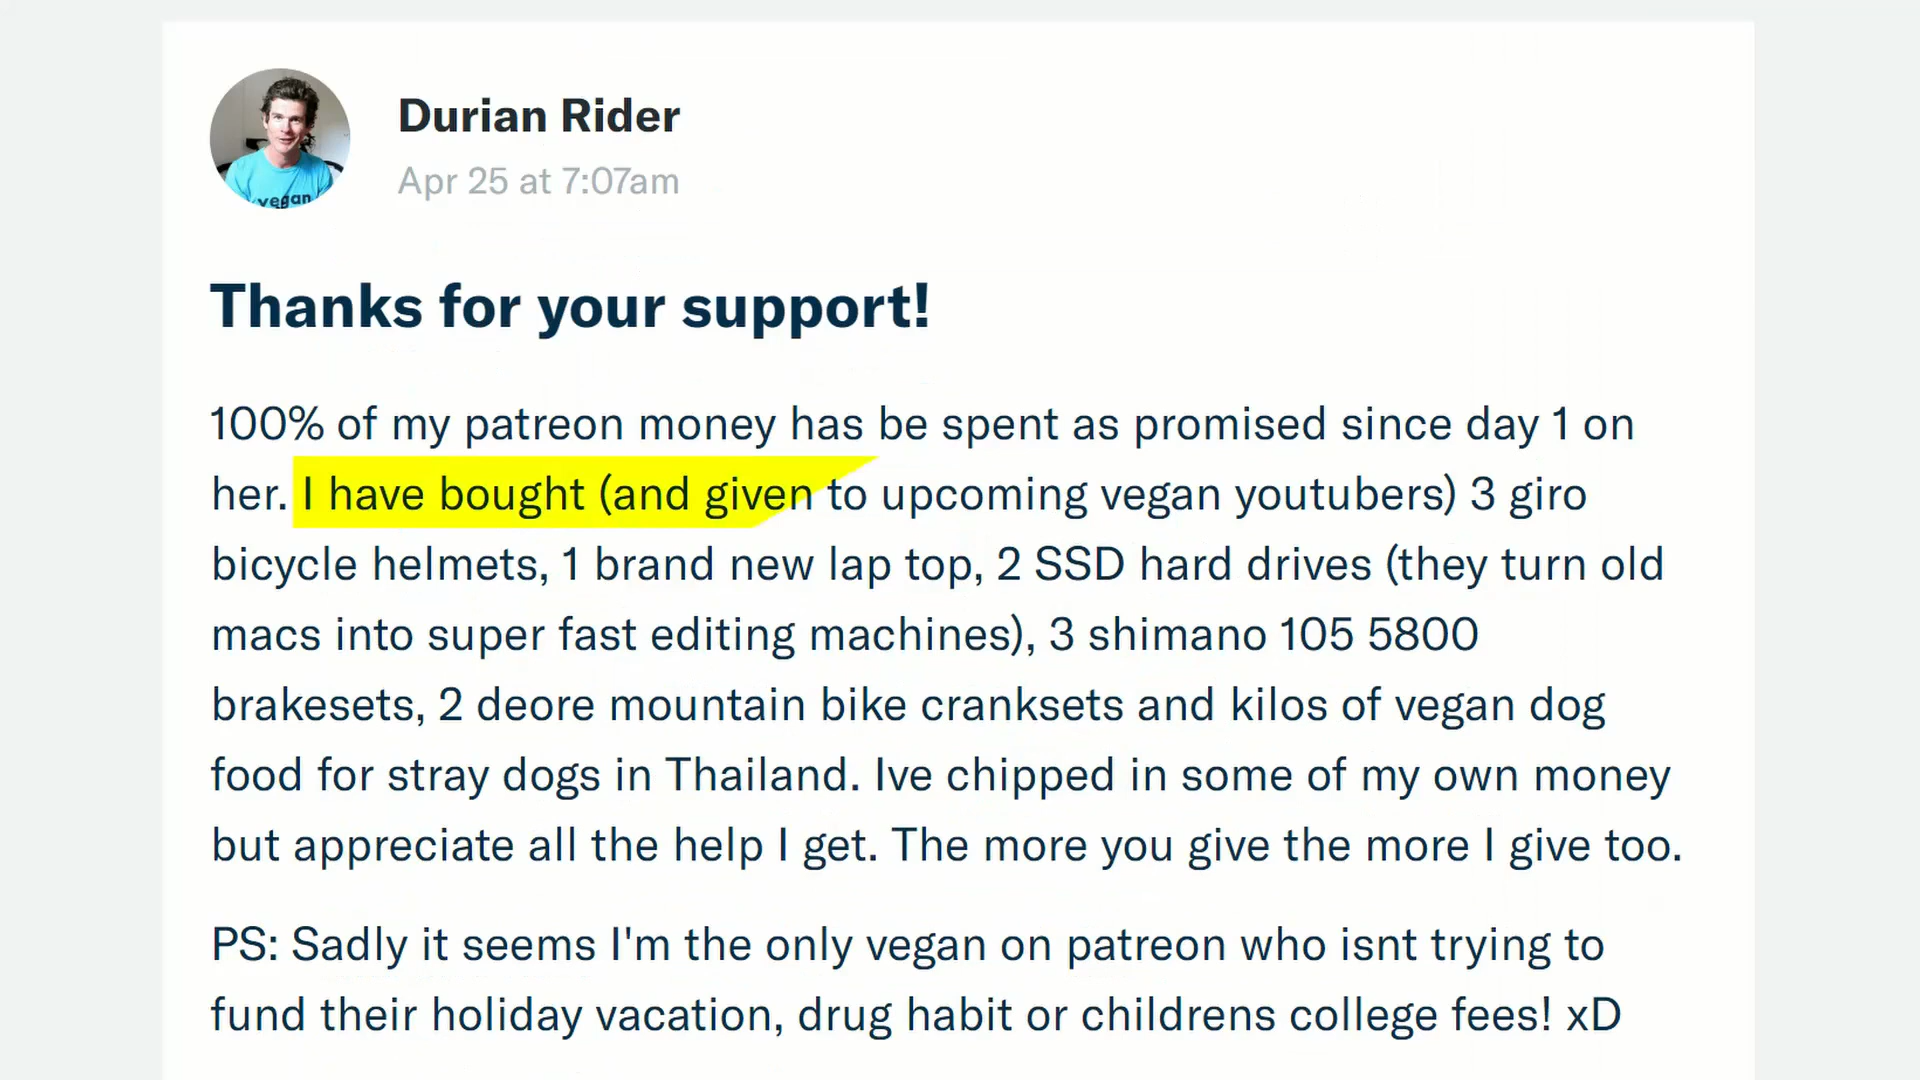 vegan
Durian Rider
Apr 25 at 7:07am
Thanks for your support!
100% of my patreon money has be spent as promised since day 1 on
her. I have bought (and given to upcoming vegan youtubers) 3 giro
bicycle helmets, 1 brand new lap top, 2 SSD hard drives (they turn old
macs into super fast editing machines), 3 shimano 105 5800
brakesets, 2 deore mountain bike cranksets and kilos of vegan dog
food for stray dogs in Thailand. Ive chipped in some of my own money
but appreciate all the help I get. The more you give the more I give too.
PS: Sadly it seems I'm the only vegan on patreon who isnt trying to
fund their holiday vacation, drug habit or childrens college fees! xD